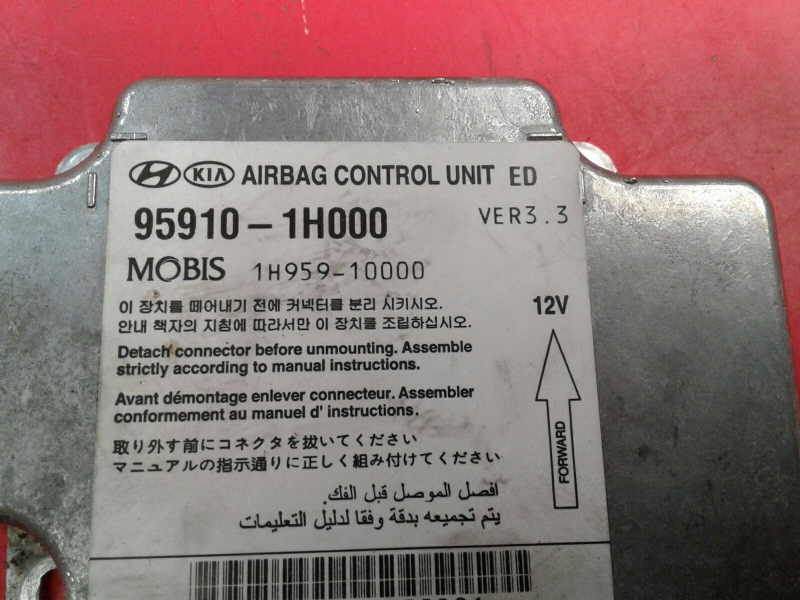 KIA AIRBAG CONTROL UNIT ED
95910-1H000 VER3.3
MOBIS 1H959-10000
이 장치를 떼어내기 전에 커넥터를 분리 시키시오.
안내 책자의 지침에 따라서만 이 장치를 조립하십시오.
12V
Detach connector before unmounting. Assemble
strictly according to manual instructions.
Avant démontage enlever connecteur. Assembler
conformement au manuel d' instructions.
FORWARD
取り外す前にコネクタを抜いてください
マニュアルの指示通りに正しく組み付けてください
افصل الموصل قبل الفك.
يتم تجميعه بدقة وفقا لدليل التعليمات